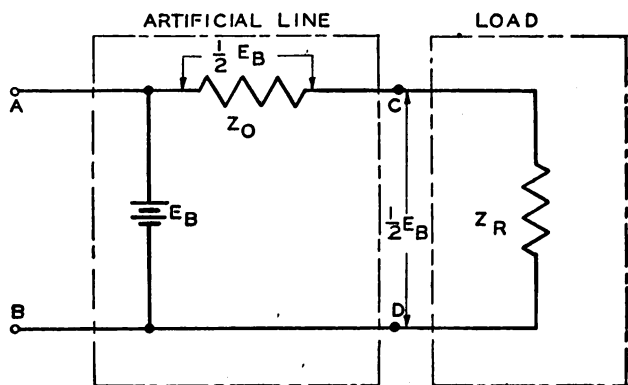 ARTIFICIAL LINE
LOAD
1/2 E_B
A
Z_O
C
E_B
1/2 E_B
Z_R
B
D